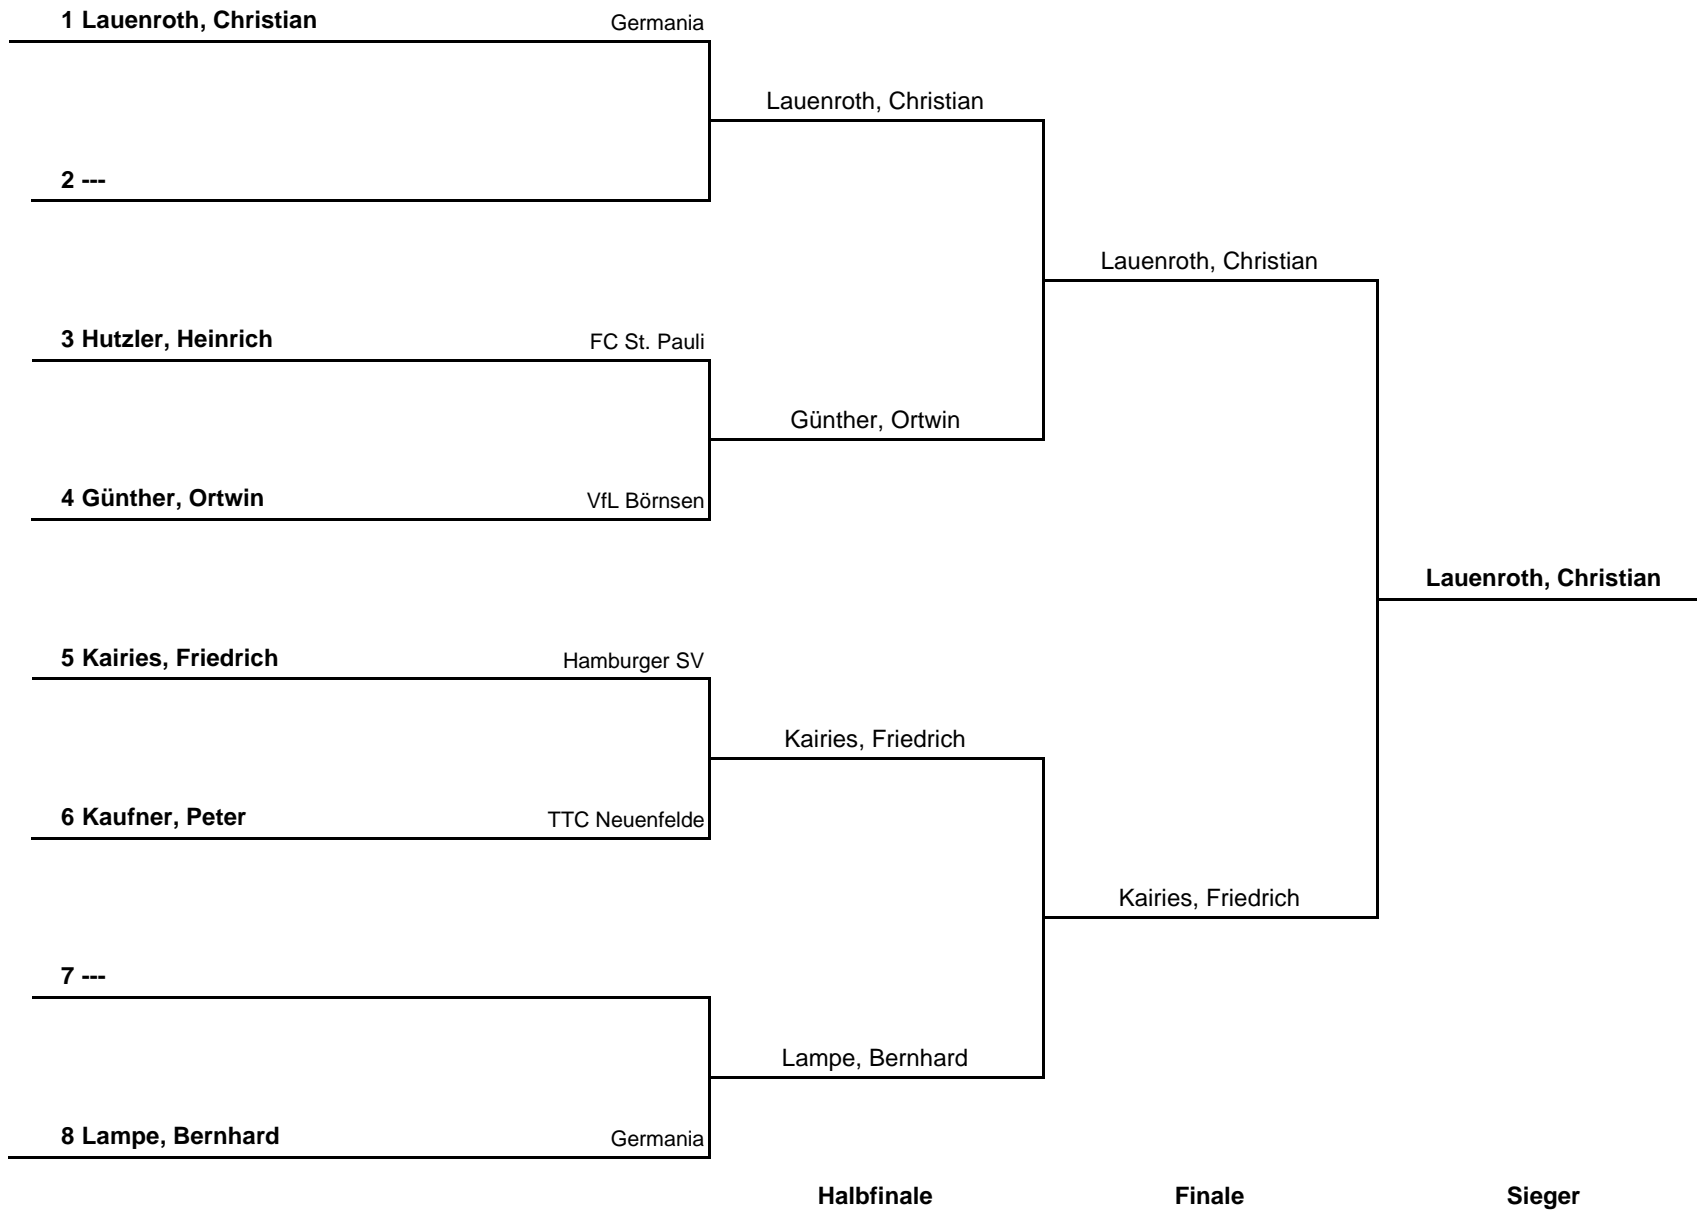 1 Lauenroth, Christian Germania
Lauenroth, Christian
2 ---
Lauenroth, Christian
3 Hutzler, Heinrich FC St. Pauli
Günther, Ortwin
4 Günther, Ortwin VfL Börnsen
Lauenroth, Christian
5 Kairies, Friedrich Hamburger SV
Kairies, Friedrich
6 Kaufner, Peter TTC Neuenfelde
Kairies, Friedrich
7 ---
Lampe, Bernhard
8 Lampe, Bernhard Germania
Halbfinale Finale Sieger